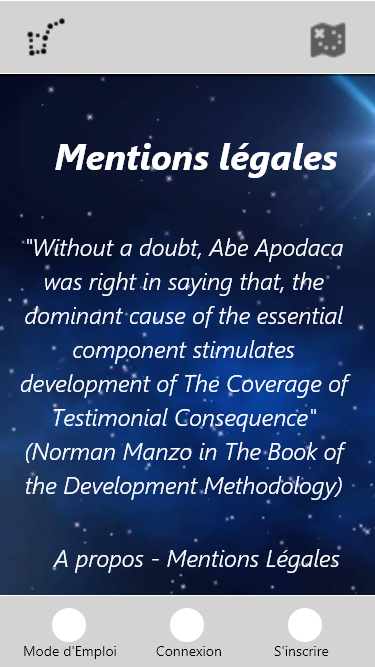 Mentions légales
"Without a doubt, Abe Apodaca
was right in saying that, the
dominant cause of the essential
component stimulates
development of The Coverage of
Testimonial Consequence"
(Norman Manzo in The Book of
the Development Methodology)
A propos - Mentions Légales
Mode d'Emploi Connexion S'inscrire